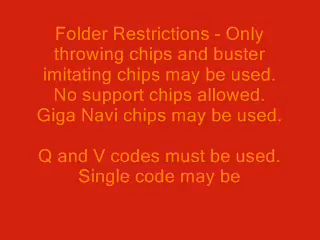 Folder Restrictions - Only
throwing chips and buster
imitating chips may be used.
No support chips allowed.
Giga Navi chips may be used.

Q and V codes must be used.
Single code may be